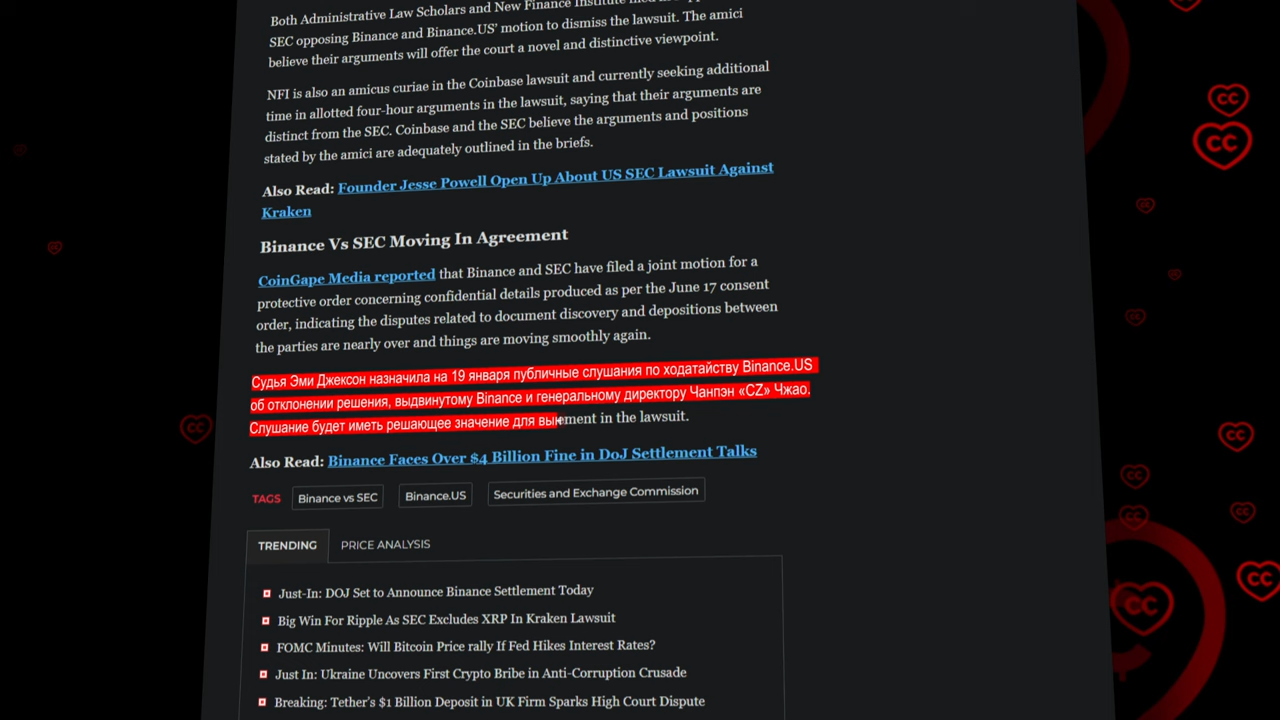 Both Administrative Law Scholars and New Finance Institute
SEC opposing Binance and Binance.US' motion to dismiss the lawsuit. The amici
believe their arguments will offer the court a novel and distinctive viewpoint.
NFI is also an amicus curiae in the Coinbase lawsuit and currently seeking additional
time in allotted four-hour arguments in the lawsuit, saying that their arguments are
distinct from the SEC. Coinbase and the SEC believe the arguments and positions
stated by the amici are adequately outlined in the briefs.
Also Read: Founder Jesse Powell Open Up About US SEC Lawsuit Against
Kraken
Binance Vs SEC Moving In Agreement
CoinGape Media reported that Binance and SEC have filed a joint motion for a
protective order concerning confidential details produced as per the June 17 consent
order, indicating the disputes related to document discovery and depositions between
the parties are nearly over and things are moving smoothly again.
Судья Эми Джексон назначила на 19 января публичные слушания по ходатайству Binance.US
об отклонении решения, выдвинутому Binance и генеральному директору Чанпэн «CZ» Чжао.
Слушание будет иметь решающее значение для вын ement in the lawsuit.
Also Read: Binance Faces Over $4 Billion Fine in DoJ Settlement Talks
TAGS Binance vs SEC Binance.US Securities and Exchange Commission
TRENDING PRICE ANALYSIS
Just-In: DOJ Set to Announce Binance Settlement Today
Big Win For Ripple As SEC Excludes XRP In Kraken Lawsuit
FOMC Minutes: Will Bitcoin Price rally If Fed Hikes Interest Rates?
Just In: Ukraine Uncovers First Crypto Bribe in Anti-Corruption Crusade
Breaking: Tether's $1 Billion Deposit in UK Firm Sparks High Court Dispute
CC
CC
CC
CC
CC
CC
CC
CC
CC
CC
CC